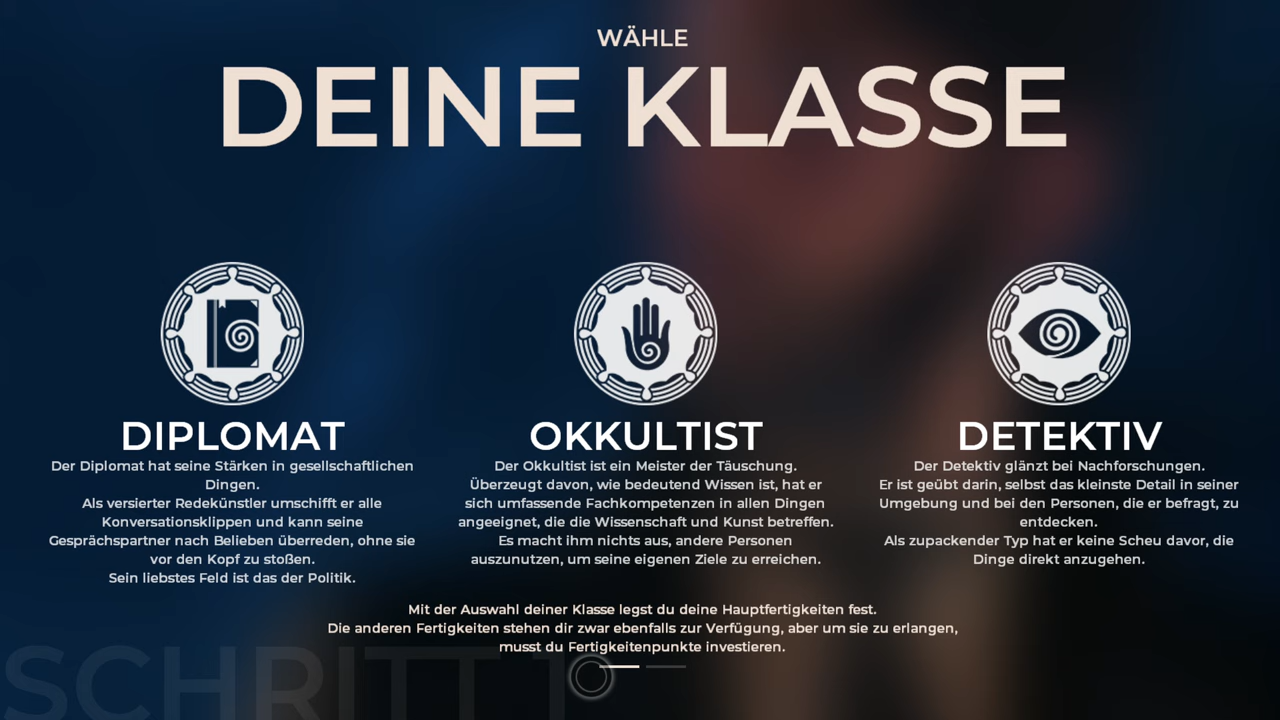 WÄHLE
DEINE KLASSE
DIPLOMAT
Der Diplomat hat seine Stärken in gesellschaftlichen
Dingen.
Als versierter Redekünstler umschifft er alle
Konversationsklippen und kann seine
Gesprächspartner nach Belieben überreden, ohne sie
vor den Kopf zu stoßen.
Sein liebstes Feld ist das der Politik.
OKKULTIST
Der Okkultist ist ein Meister der Täuschung.
Überzeugt davon, wie bedeutend Wissen ist, hat er
sich umfassende Fachkompetenzen in allen Dingen
angeeignet, die die Wissenschaft und Kunst betreffen.
Es macht ihm nichts aus, andere Personen
auszunutzen, um seine eigenen Ziele zu erreichen.
DETEKTIV
Der Detektiv glänzt bei Nachforschungen.
Er ist geübt darin, selbst das kleinste Detail in seiner
Umgebung und bei den Personen, die er befragt, zu
entdecken.
Als zupackender Typ hat er keine Scheu davor, die
Dinge direkt anzugehen.
Mit der Auswahl deiner Klasse legst du deine Hauptfertigkeiten fest.
Die anderen Fertigkeiten stehen dir zwar ebenfalls zur Verfügung, aber um sie zu erlangen,
musst du Fertigkeitenpunkte investieren.
SCHRITT 1